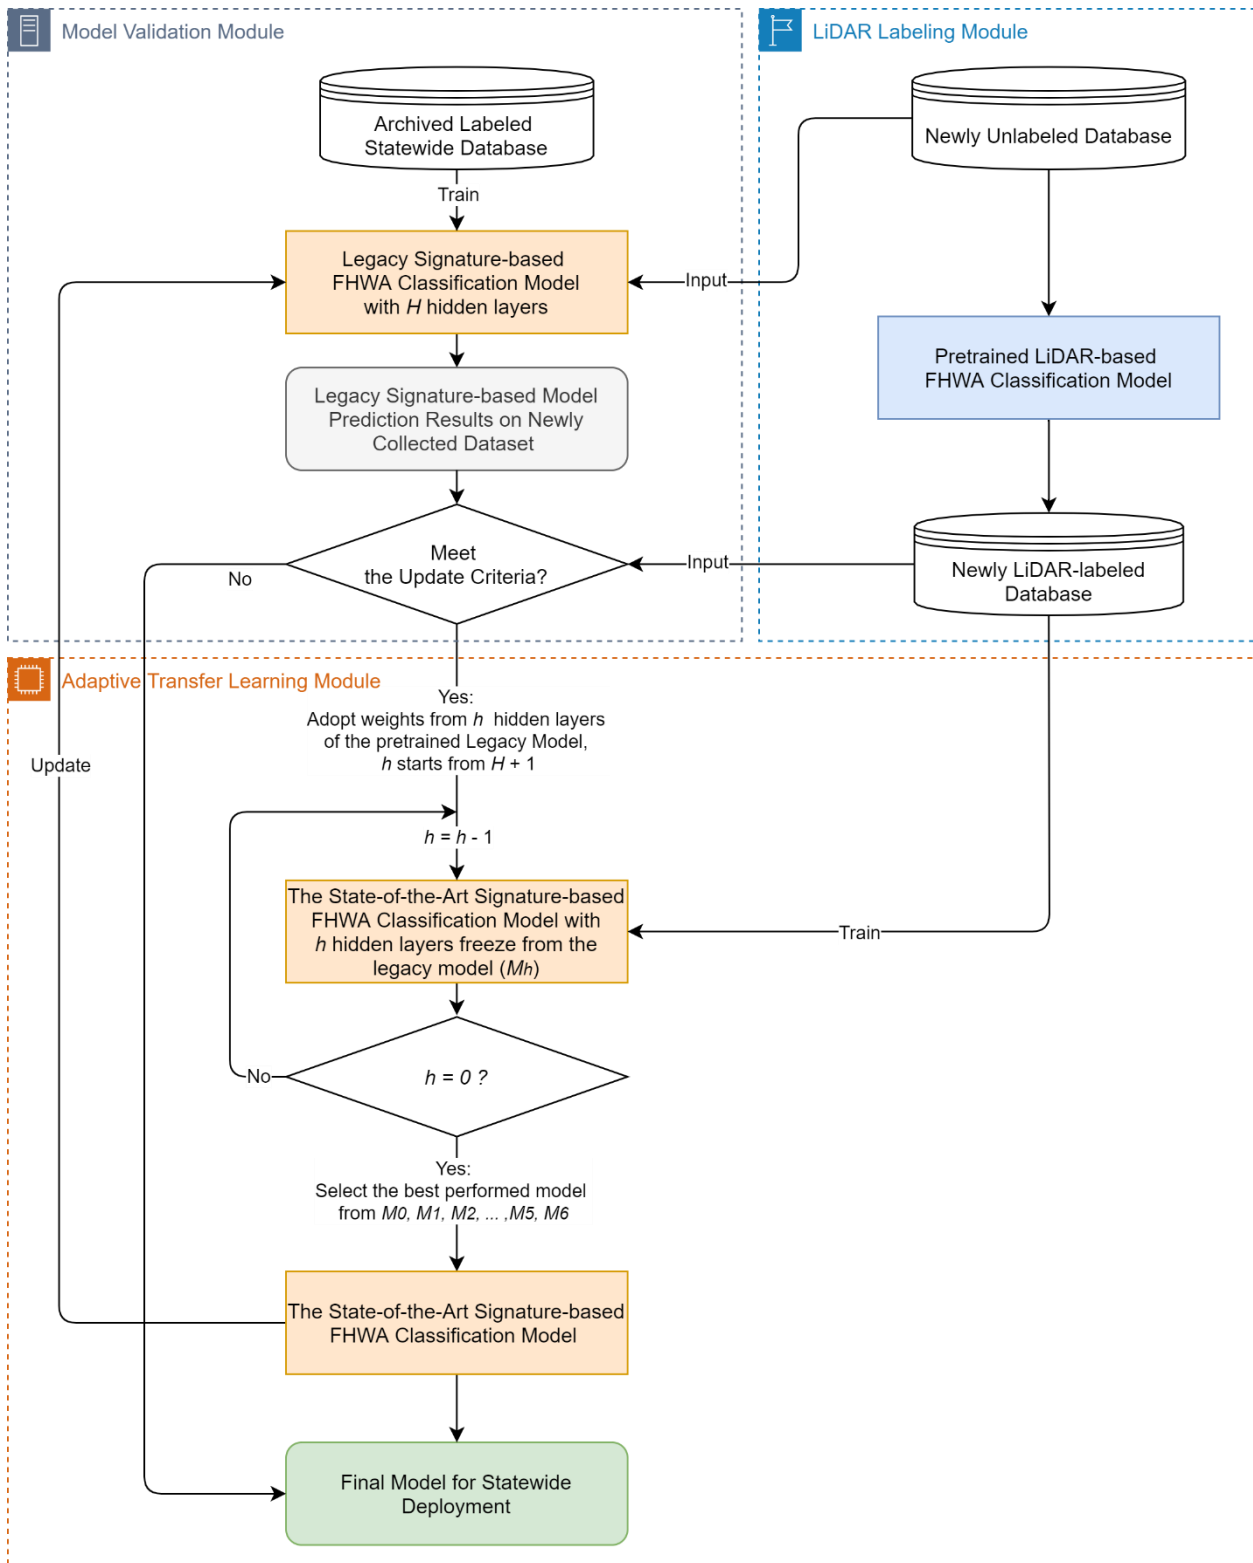 Model Validation Module
LiDAR Labeling Module
Archived Labeled
Statewide Database
Newly Unlabeled Database
Train
Legacy Signature-based
FHWA Classification Model
with H hidden layers
Input
Pretrained LiDAR-based
FHWA Classification Model
Legacy Signature-based Model
Prediction Results on Newly
Collected Dataset
Meet
the Update Criteria?
No
Input
Newly LiDAR-labeled
Database
Adaptive Transfer Learning Module
Yes:
Adopt weights from h hidden layers
of the pretrained Legacy Model,
h starts from H + 1
Update
h = h - 1
The State-of-the-Art Signature-based
FHWA Classification Model with
h hidden layers freeze from the
legacy model (Mh)
Train
h = 0 ?
No
Yes:
Select the best performed model
from M0, M1, M2, ... ,M5, M6
The State-of-the-Art Signature-based
FHWA Classification Model
Final Model for Statewide
Deployment